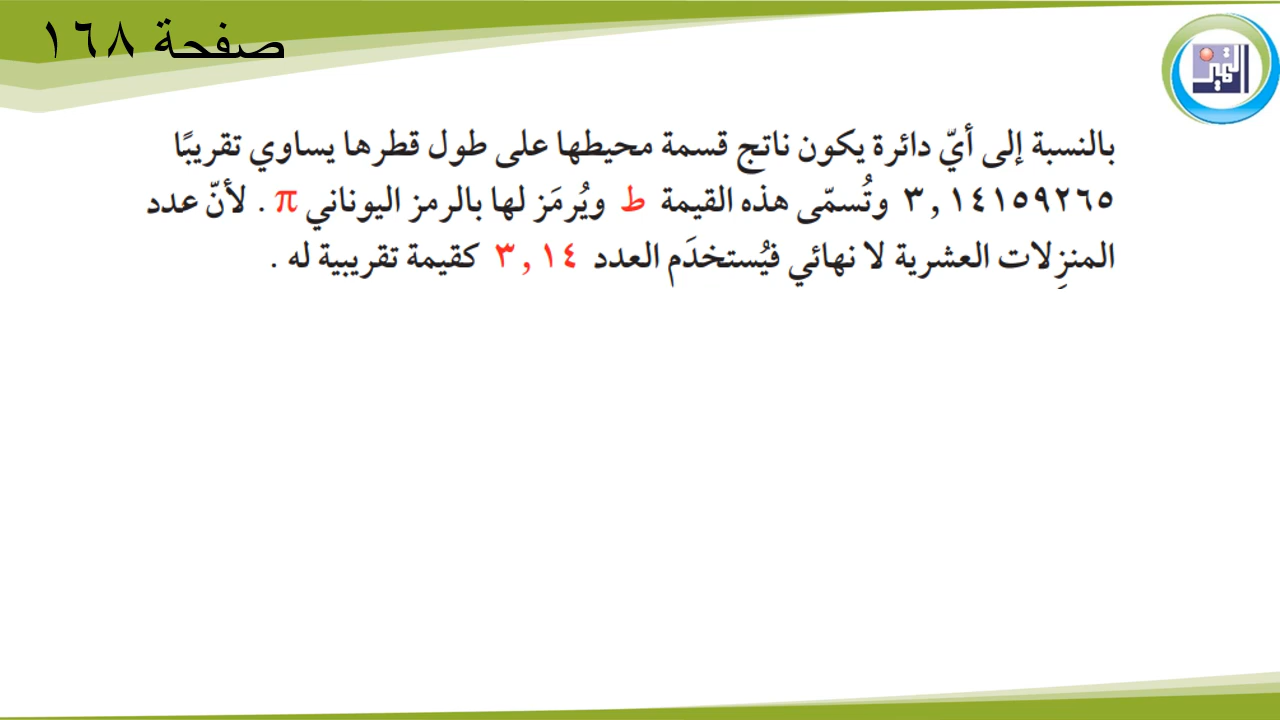 صفحة ١٦٨
التميز
بالنسبة إلى أيّ دائرة يكون ناتج قسمة محيطها على طول قطرها يساوي تقريبًا
٣,١٤١٥٩٢٦٥ وتُسمّى هذه القيمة ط ويُرمَز لها بالرمز اليوناني π . لأنّ عدد
المنزِلات العشرية لا نهائي فيُستخدَم العدد ٣,١٤ كقيمة تقريبية له .